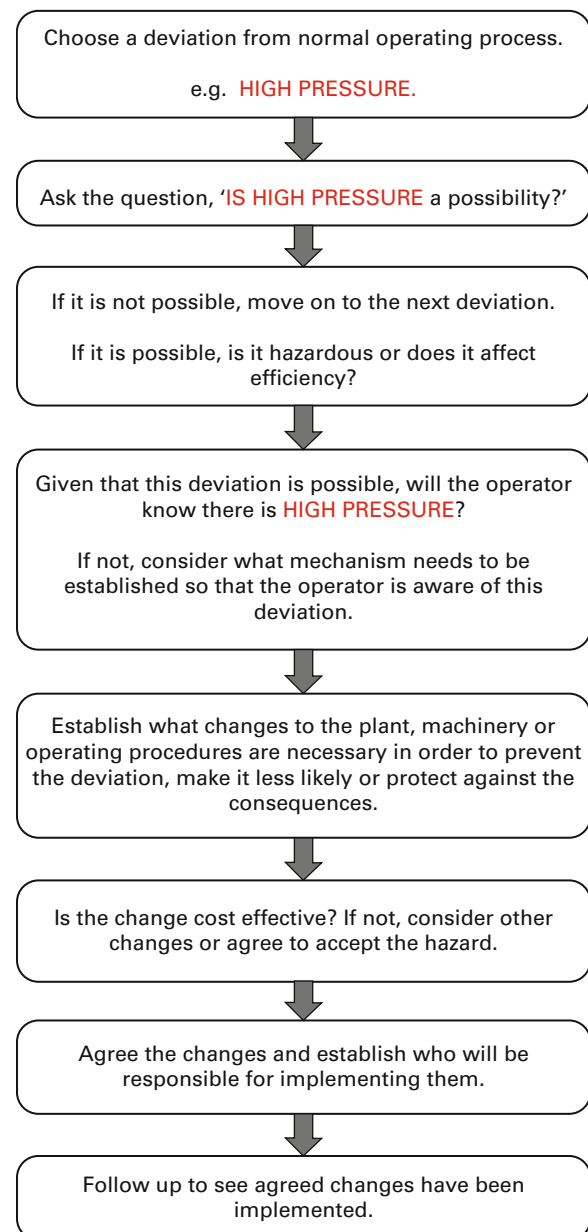 Choose a deviation from normal operating process.
e.g. HIGH PRESSURE.
Ask the question, ‘IS HIGH PRESSURE a possibility?’
If it is not possible, move on to the next deviation.
If it is possible, is it hazardous or does it affect
efficiency?
Given that this deviation is possible, will the operator
know there is HIGH PRESSURE?
If not, consider what mechanism needs to be
established so that the operator is aware of this
deviation.
Establish what changes to the plant, machinery or
operating procedures are necessary in order to prevent
the deviation, make it less likely or protect against the
consequences.
Is the change cost effective? If not, consider other
changes or agree to accept the hazard.
Agree the changes and establish who will be
responsible for implementing them.
Follow up to see agreed changes have been
implemented.